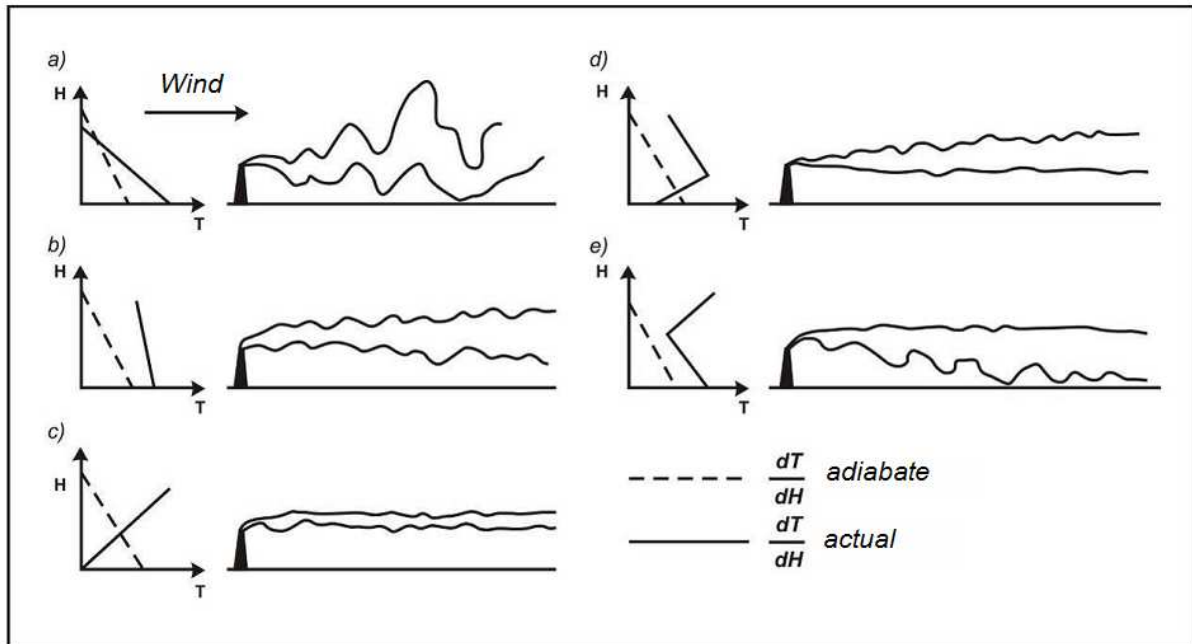 a)
H
Wind
T
b)
H
T
c)
H
T
d)
H
T
e)
H
T
dT
dH
adiabate
dT
dH
actual